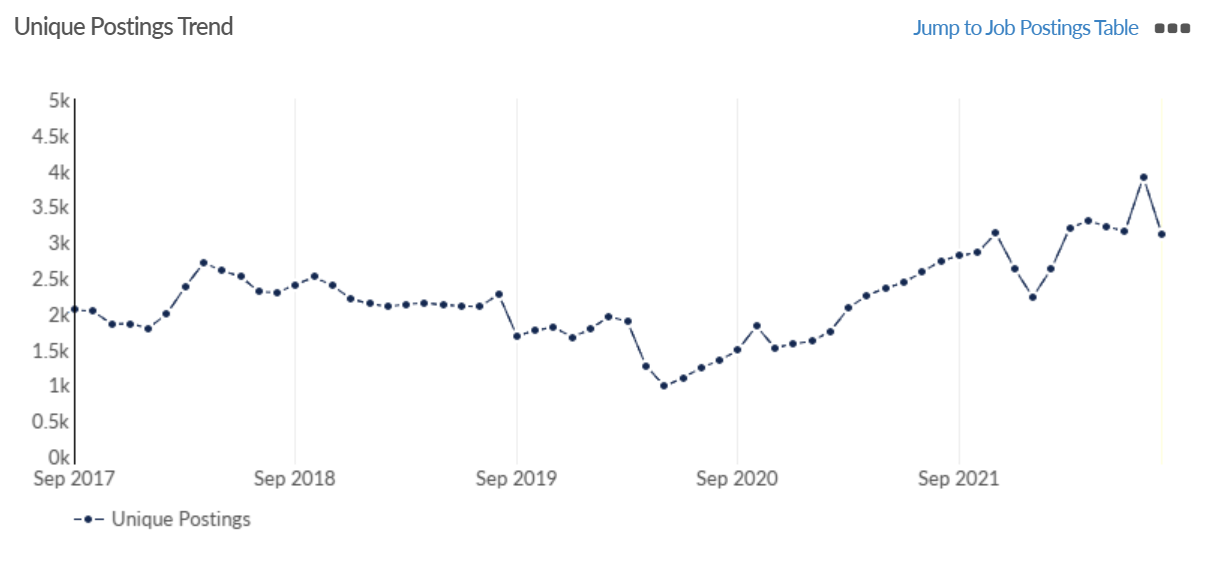 Unique Postings Trend
Jump to Job Postings Table
5k
4.5k
4k
3.5k
3k
2.5k
2k
1.5k
1k
0.5k
0k
Sep 2017 Sep 2018 Sep 2019 Sep 2020 Sep 2021
Unique Postings